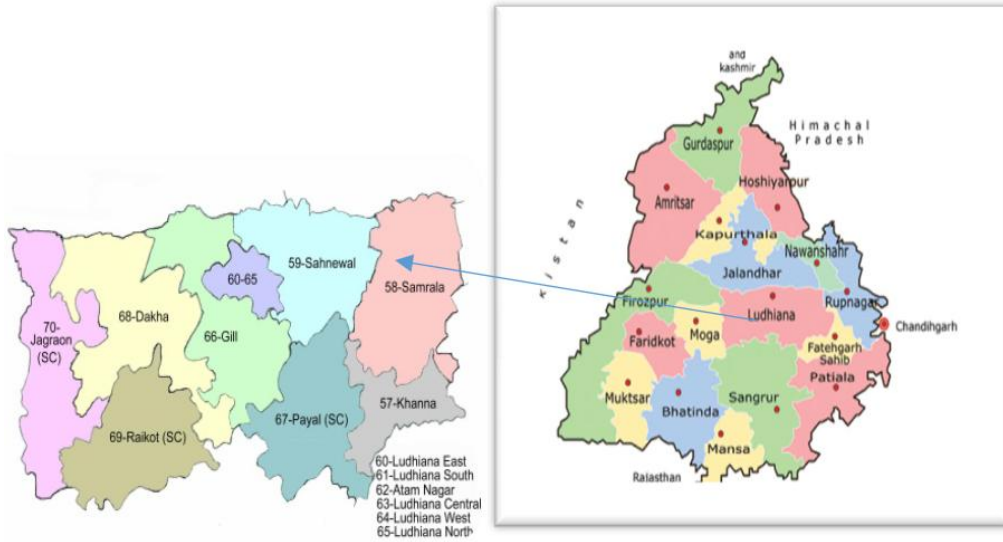 59-Sahnewal
60-65
58-Samrala
68-Dakha
70-
Jagraon
(SC)
66-Gill
57-Khanna
67-Payal (SC)
69-Raikot (SC)
60-Ludhiana East
61-Ludhiana South
62-Atam Nagar
63-Ludhiana Central
64-Ludhiana West
65-Ludhiana North
and
kashmir
Himachal
Pradesh
Gurdaspur
Hoshiyarpur
Amritsar
Kapurthala
Nawanshahr
Jalandhar
kistan
Firozpur
Rupnagar
Ludhiana
Chandihgarh
Moga
Faridkot
Fatehgarh
Sahib
Patiala
Muktsar
Sangrur
Bhatinda
Mansa
Rajasthan